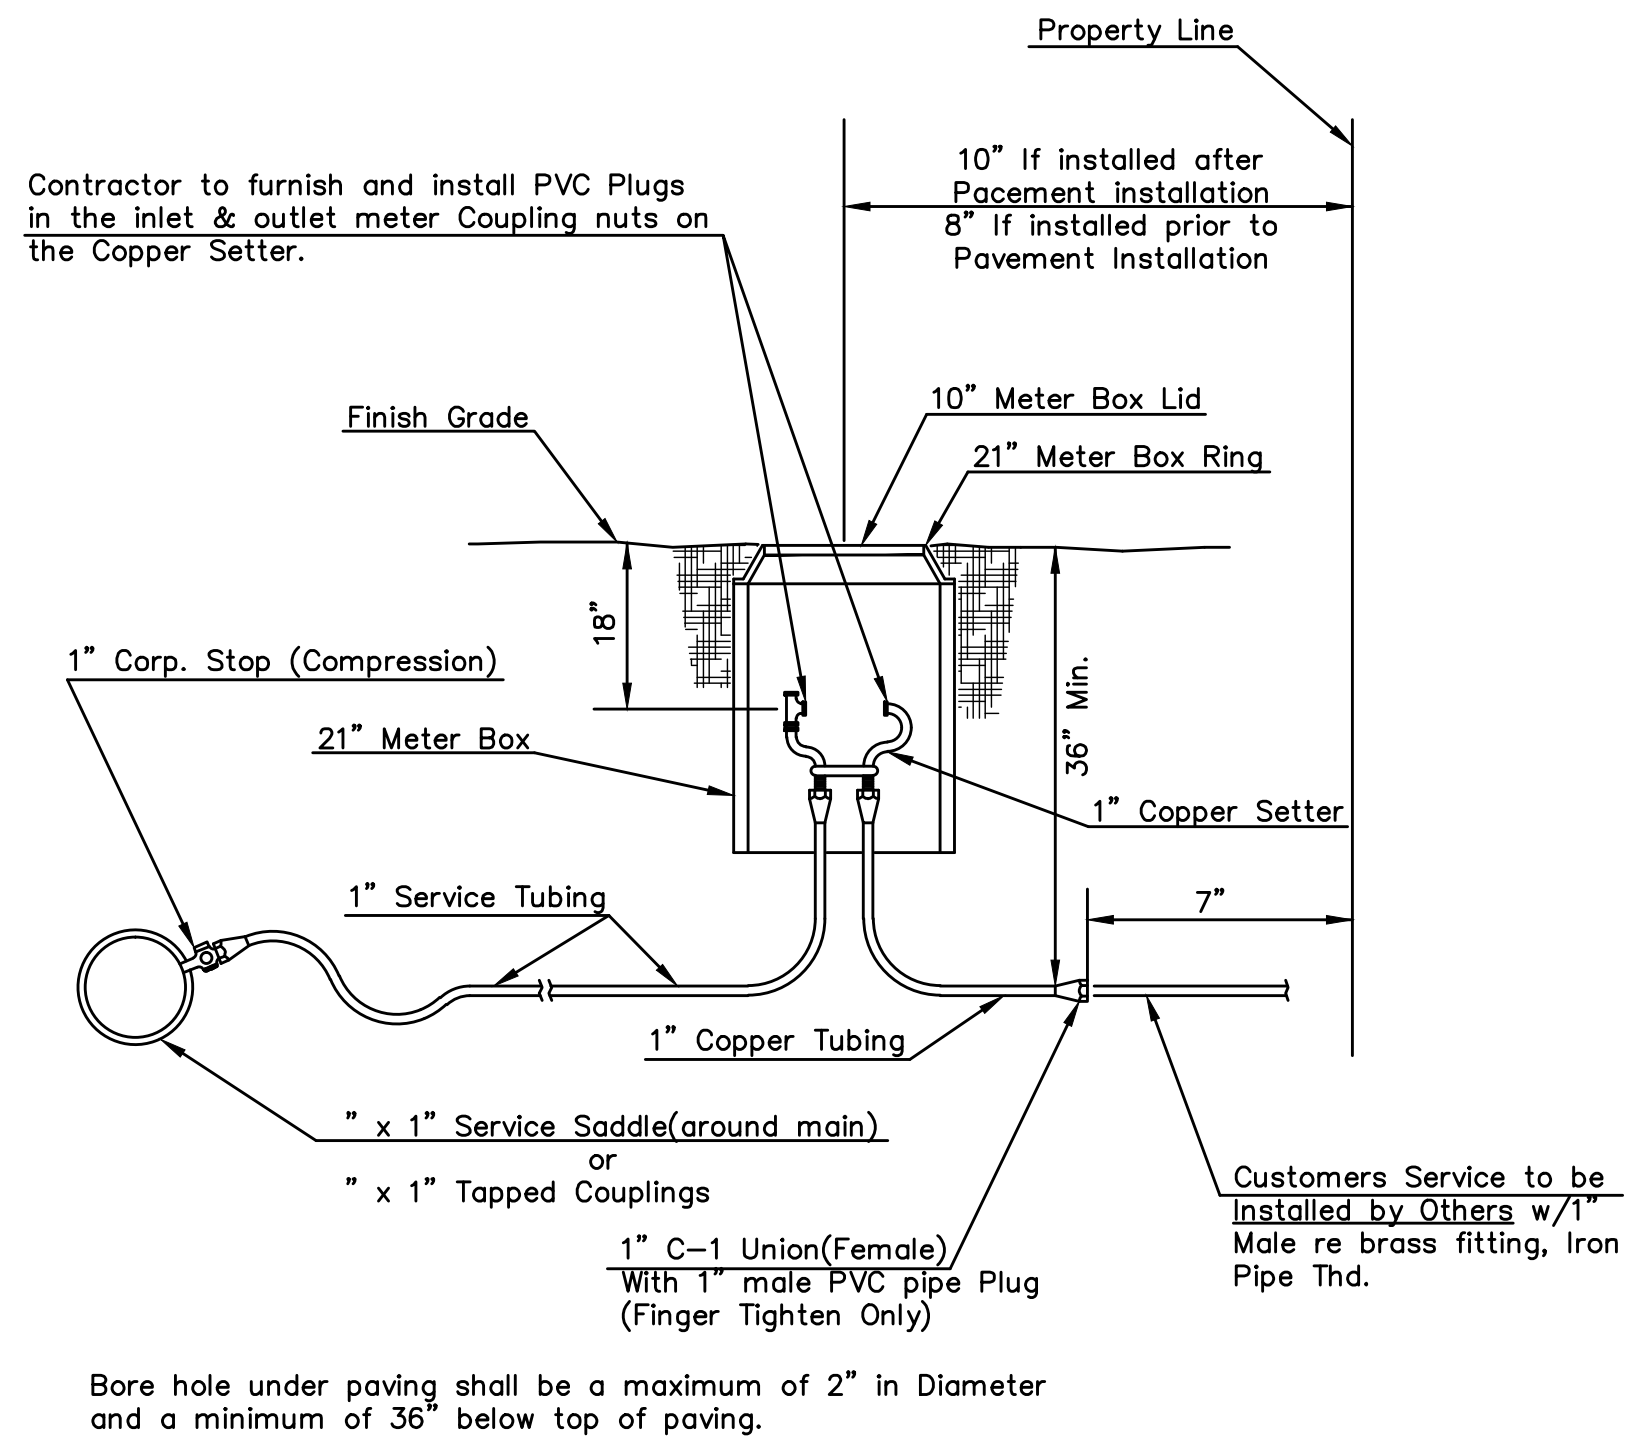 Property Line
10” If installed after
Pacement installation
8” If installed prior to
Pavement Installation
Contractor to furnish and install PVC Plugs
in the inlet & outlet meter Coupling nuts on
the Copper Setter.
10” Meter Box Lid
Finish Grade
21” Meter Box Ring
18”
1” Corp. Stop (Compression)
36” Min.
21” Meter Box
1” Copper Setter
1” Service Tubing
7”
1” Copper Tubing
” x 1” Service Saddle(around main)
or
” x 1” Tapped Couplings
Customers Service to be
Installed by Others w/1”
Male re brass fitting, Iron
Pipe Thd.
1” C-1 Union(Female)
With 1” male PVC pipe Plug
(Finger Tighten Only)
Bore hole under paving shall be a maximum of 2” in Diameter
and a minimum of 36” below top of paving.